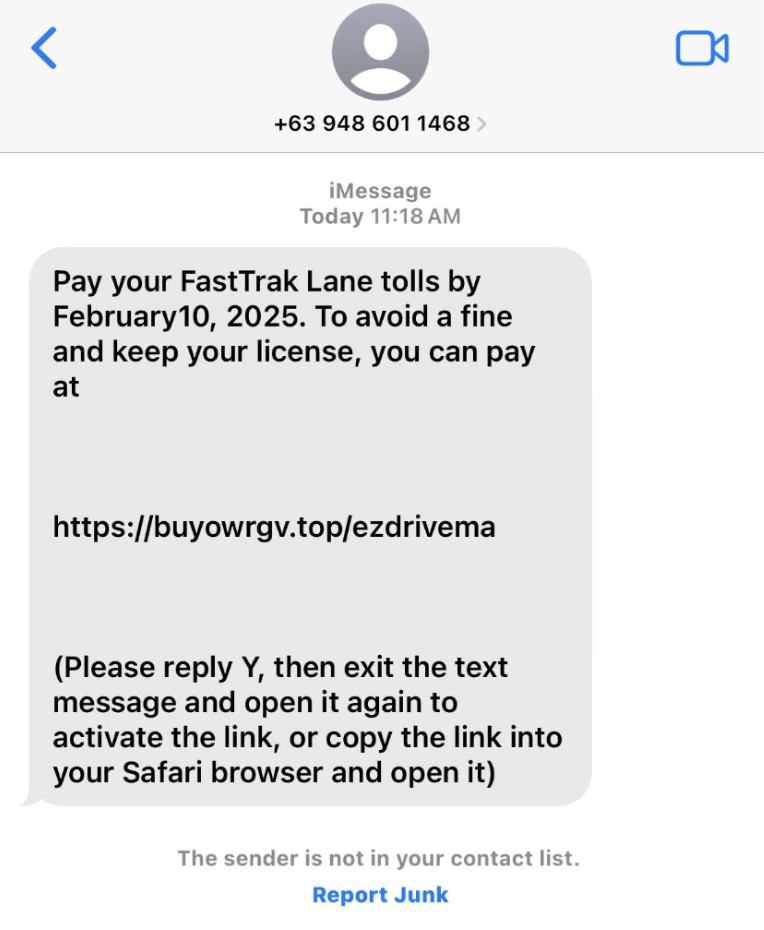 +63 948 601 1468
iMessage
Today 11:18 AM
Pay your FastTrak Lane tolls by
February10, 2025. To avoid a fine
and keep your license, you can pay
at
https://buyowrgv.top/ezdrivema
(Please reply Y, then exit the text
message and open it again to
activate the link, or copy the link into
your Safari browser and open it)
The sender is not in your contact list.
Report Junk